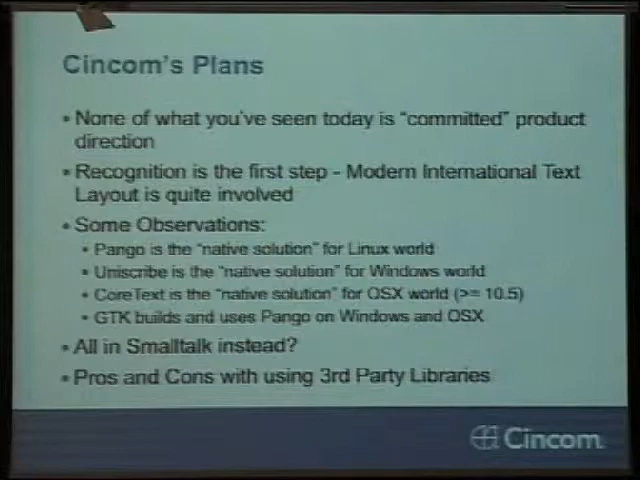 Cincom's Plans
• None of what you've seen today is "committed" product
direction
• Recognition is the first step - Modern International Text
Layout is quite involved
• Some Observations:
• Pango is the "native solution" for Linux world
• Uniscribe is the "native solution" for Windows world
• CoreText is the "native solution" for OSX world (>= 10.5)
• GTK builds and uses Pango on Windows and OSX
• All in Smalltalk instead?
• Pros and Cons with using 3rd Party Libraries
Cincom